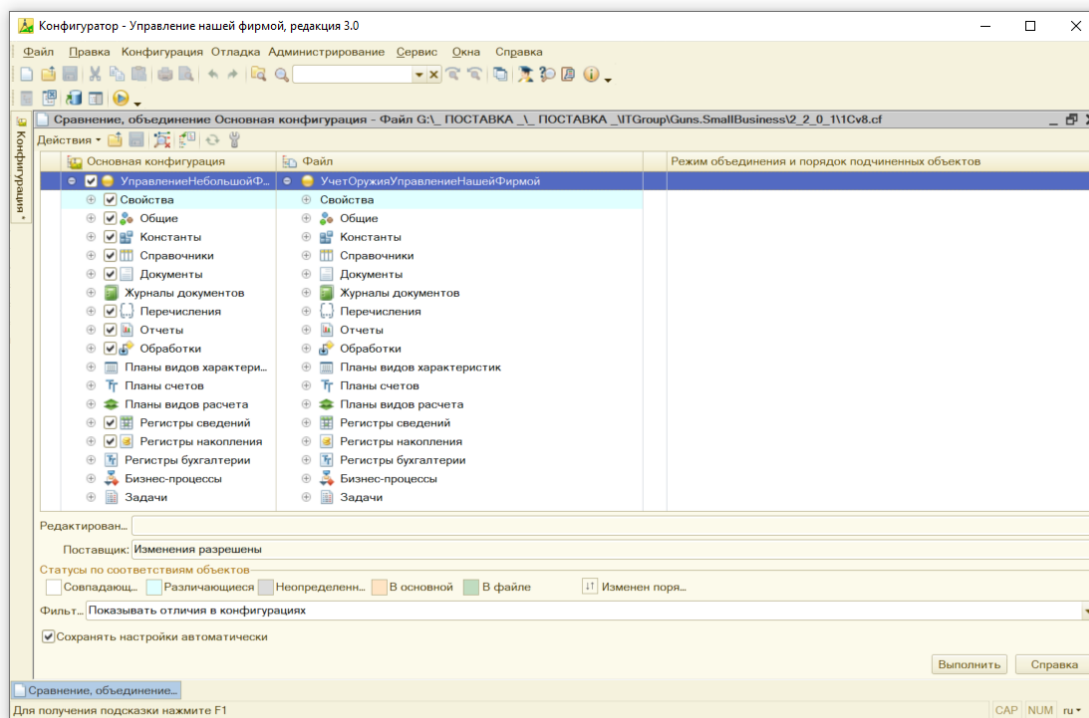 Конфигуратор - Управление нашей фирмой, редакция 3.0
Файл Правка Конфигурация Отладка Администрирование Сервис Окна Справка
Конфигурация *
Сравнение, объединение Основная конфигурация - Файл G:\_ ПОСТАВКА _\_ ПОСТАВКА _\ITGroup\Guns.SmallBusiness\2_2_0_1\1Cv8.cf
Действия
Основная конфигурация Файл Режим объединения и порядок подчиненных объектов
УправлениеНебольшойФ... УчетОружияУправлениеНашейФирмой
Свойства Свойства
Общие Общие
Константы Константы
Справочники Справочники
Документы Документы
Журналы документов Журналы документов
Перечисления Перечисления
Отчеты Отчеты
Обработки Обработки
Планы видов характери... Планы видов характеристик
Планы счетов Планы счетов
Планы видов расчета Планы видов расчета
Регистры сведений Регистры сведений
Регистры накопления Регистры накопления
Регистры бухгалтерии Регистры бухгалтерии
Бизнес-процессы Бизнес-процессы
Задачи Задачи
Редактирован...
Поставщик: Изменения разрешены
Статусы по соответствиям объектов
Совпадающ... Различающиеся Неопределенн... В основной В файле Изменен поря...
Фильт... Показывать отличия в конфигурациях
Сохранять настройки автоматически
Выполнить Справка
Сравнение, объединение...
Для получения подсказки нажмите F1 CAP NUM ru